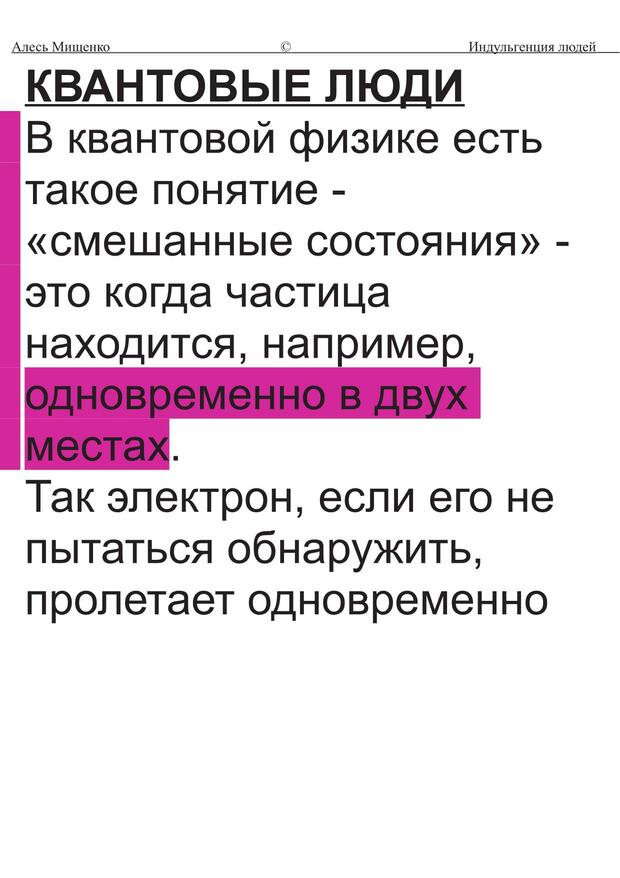 Алесь Мищенко © Индульгенция людей
КВАНТОВЫЕ ЛЮДИ
В квантовой физике есть
такое понятие -
«смешанные состояния» -
это когда частица
находится, например,
одновременно в двух
местах.
Так электрон, если его не
пытаться обнаружить,
пролетает одновременно